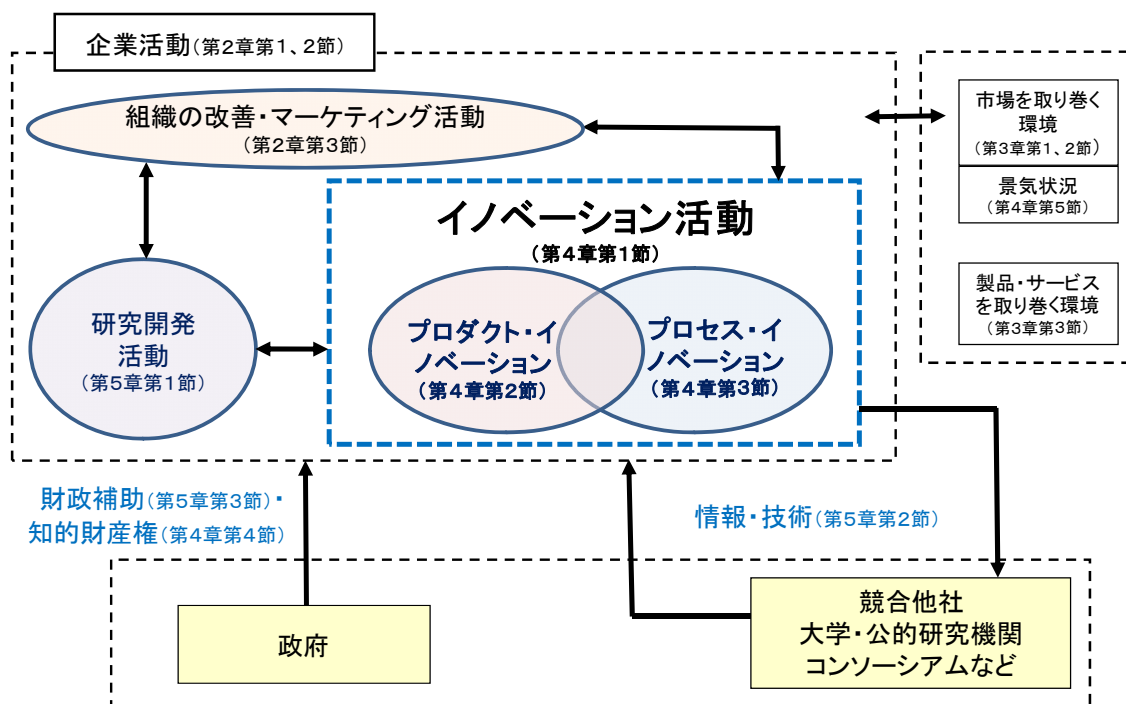 企業活動(第2章第1、2節)
組織の改善・マーケティング活動
(第2章第3節)
市場を取り巻く
環境
(第3章第1、2節)
景気状況
(第4章第5節)
製品・サービス
を取り巻く環境
(第3章第3節)
イノベーション活動
(第4章第1節)
研究開発
活動
(第5章第1節)
プロダクト・イ
ノベーション
(第4章第2節)
プロセス・イ
ノベーション
(第4章第3節)
財政補助(第5章第3節)・
知的財産権(第4章第4節)
情報・技術(第5章第2節)
政府
競合他社
大学・公的研究機関
コンソーシアムなど